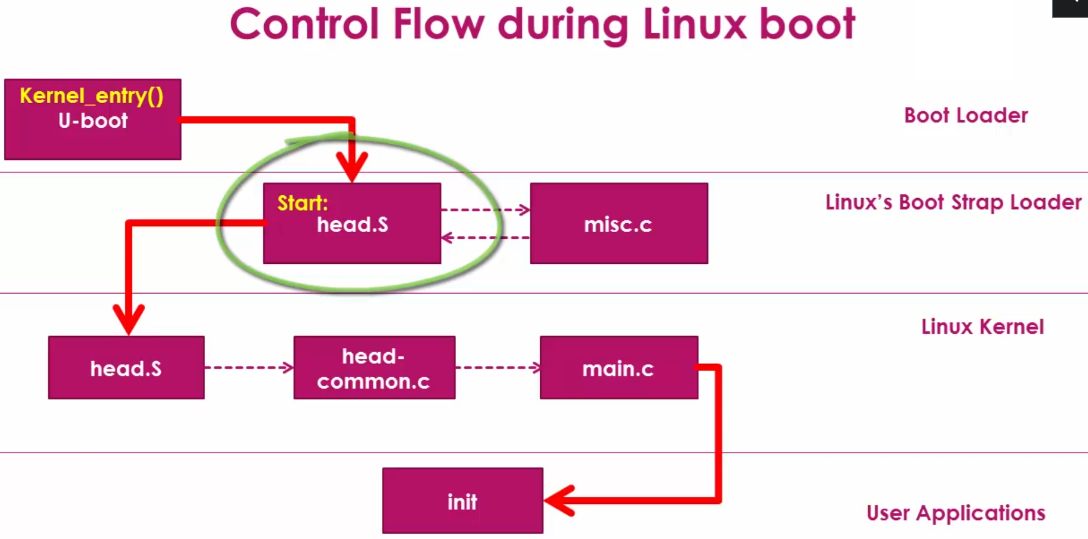 Control Flow during Linux boot
Kernel_entry()
U-boot
Boot Loader
Start:
head.S
misc.c
Linux's Boot Strap Loader
Linux Kernel
head.S
head-
common.c
main.c
init
User Applications